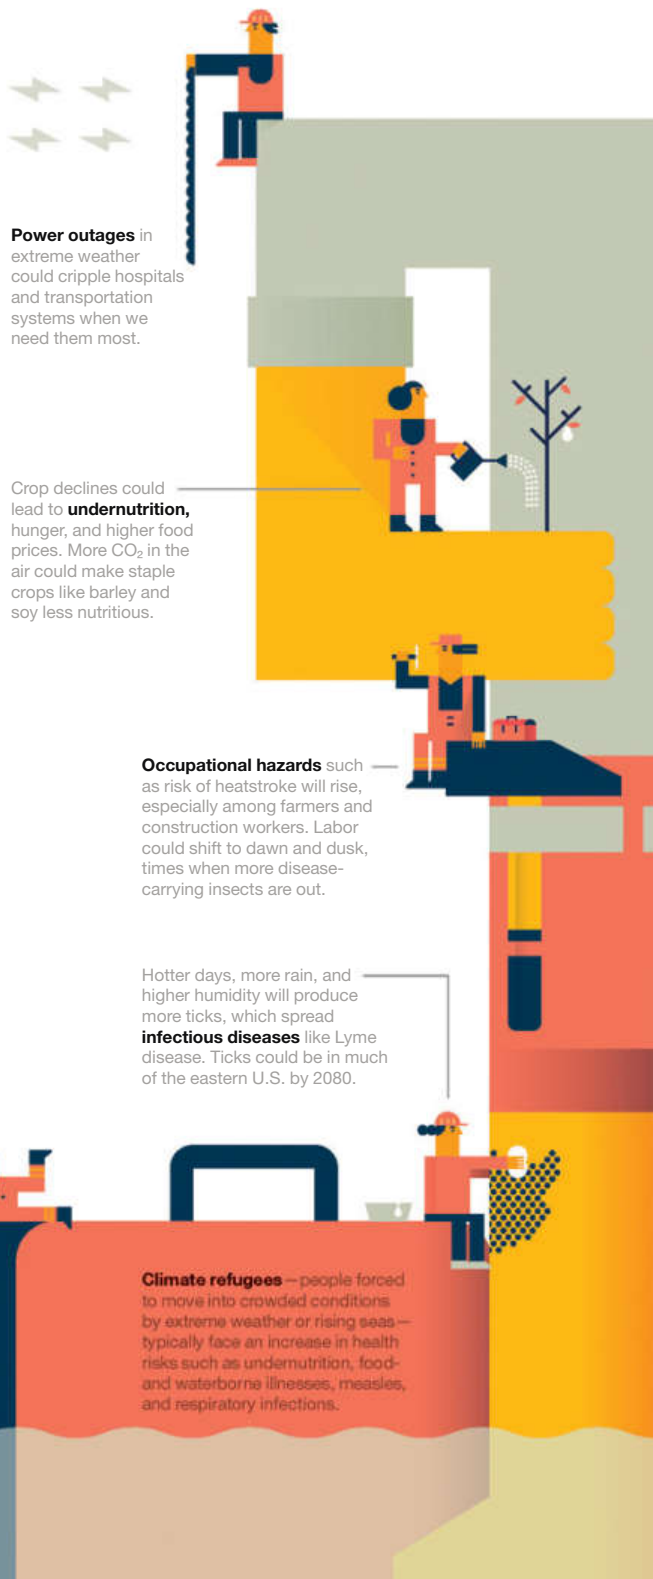 Power outages in
extreme weather
could cripple hospitals
and transportation
systems when we
need them most.
Crop declines could
lead to undernutrition,
hunger, and higher food
prices. More CO₂ in the
air could make staple
crops like barley and
soy less nutritious.
Occupational hazards such
as risk of heatstroke will rise,
especially among farmers and
construction workers. Labor
could shift to dawn and dusk,
times when more disease-
carrying insects are out.
Hotter days, more rain, and
higher humidity will produce
more ticks, which spread
infectious diseases like Lyme
disease. Ticks could be in much
of the eastern U.S. by 2080.
Climate refugees—people forced
to move into crowded conditions
by extreme weather or rising seas—
typically face an increase in health
risks such as undernutrition, food-
and waterborne illnesses, measles,
and respiratory infections.